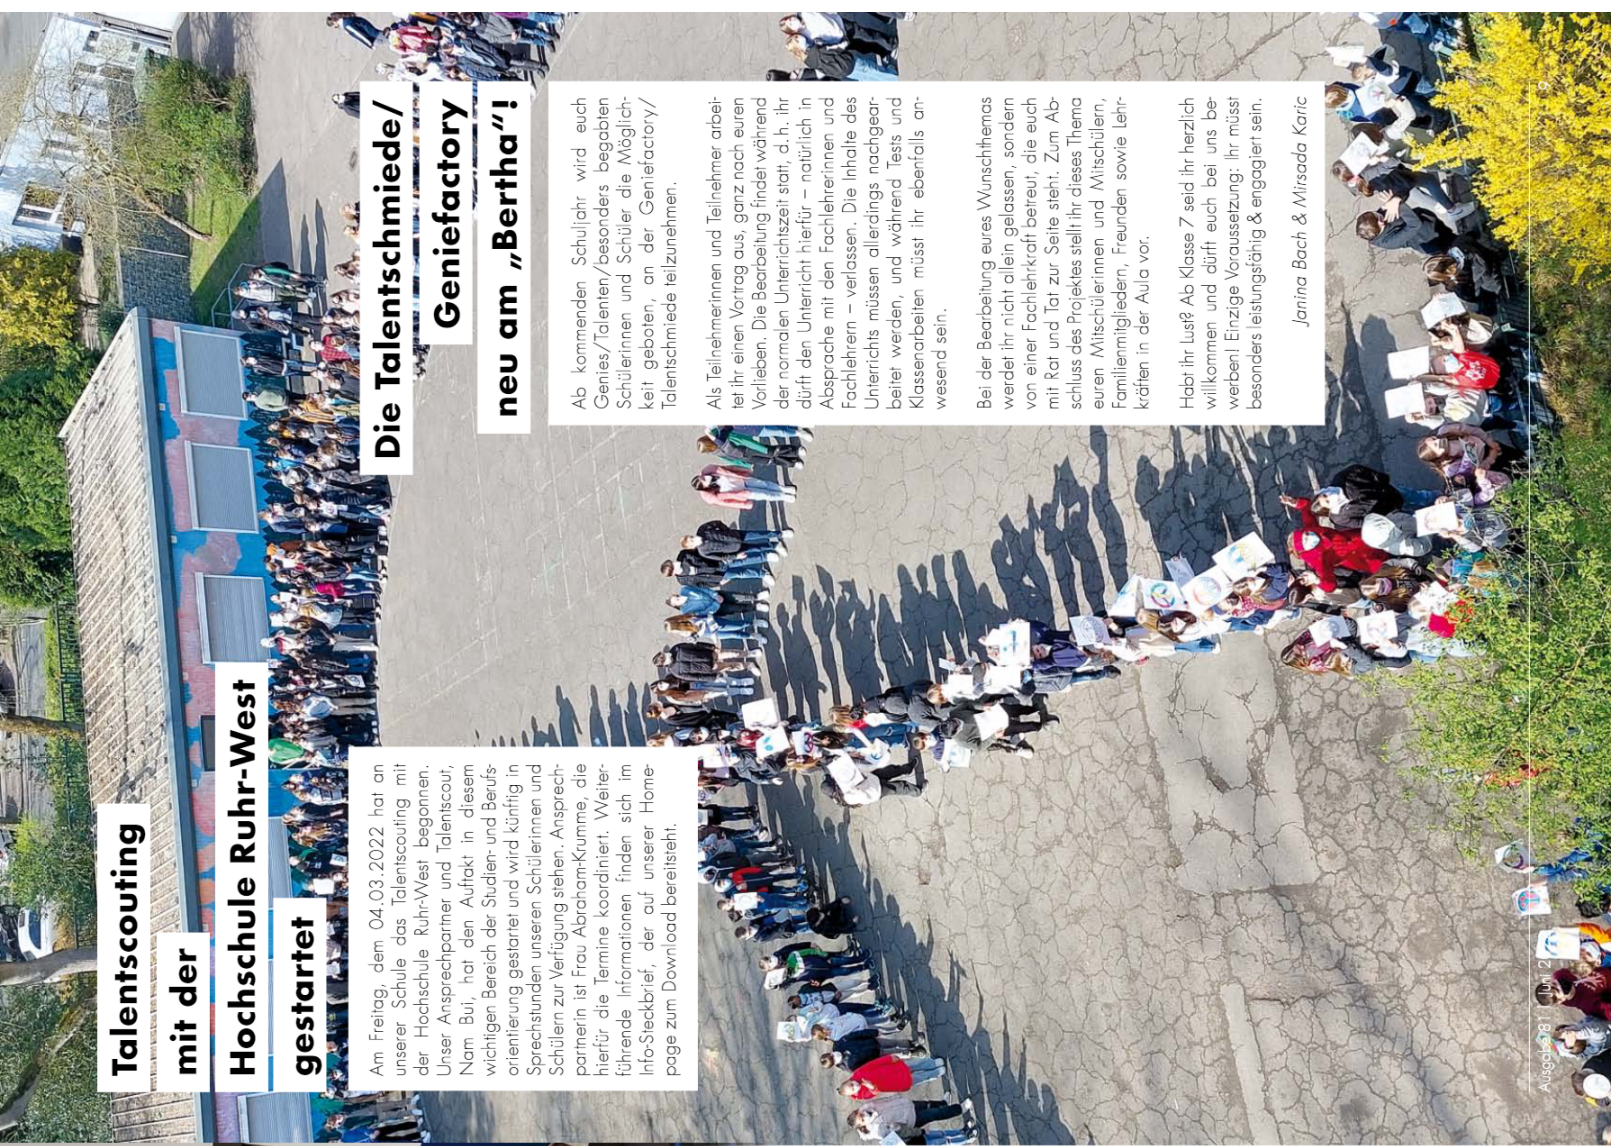 Talentscouting
mit der
Hochschule Ruhr-West
gestartet
Am Freitag, dem 04.03.2022 hat an
unserer Schule das Talentscouting mit
der Hochschule Ruhr-West begonnen.
Unser Ansprechpartner und Talentscout,
Nam Bui, hat den Auftakt in diesem
wichtigen Bereich der Studien- und Berufs-
orientierung gestartet und wird künftig in
Sprechstunden unseren Schülerinnen und
Schülern zur Verfügung stehen. Ansprech-
partnerin ist Frau Abraham-Krumme, die
hierfür die Termine koordiniert. Weiter-
führende Informationen finden sich im
Info-Steckbrief, der auf unserer Home-
page zum Download bereitsteht.
Die Talentschmiede/
Geniefactory
neu am „Bertha“!
Ab kommenden Schuljahr wird euch
Genies/Talenten/besonders begabten
Schülerinnen und Schüler die Möglich-
keit geboten, an der Geniefactory/
Talentschmiede teilzunehmen.
Als Teilnehmerinnen und Teilnehmer arbei-
tet ihr einen Vortrag aus, ganz nach euren
Vorlieben. Die Bearbeitung findet während
der normalen Unterrichtszeit statt, d. h. ihr
dürft den Unterricht hierfür – natürlich in
Absprache mit den Fachlehrerinnen und
Fachlehrern – verlassen. Die Inhalte des
Unterrichts müssen allerdings nachgear-
beitet werden, und während Tests und
Klassenarbeiten müsst ihr ebenfalls an-
wesend sein.
Bei der Bearbeitung eures Wunschthemas
werdet ihr nicht allein gelassen, sondern
von einer Fachlehrkraft betreut, die euch
mit Rat und Tat zur Seite steht. Zum Ab-
schluss des Projektes stellt ihr dieses Thema
euren Mitschülerinnen und Mitschülern,
Familienmitgliedern, Freunden sowie Lehr-
kräften in der Aula vor.
Habt ihr Lust? Ab Klasse 7 seid ihr herzlich
willkommen und dürft euch bei uns be-
werben! Einzige Voraussetzung: Ihr müsst
besonders leistungsfähig & engagiert sein.
Janina Bach & Mirsada Karic
Ausgabe 81 | Juni